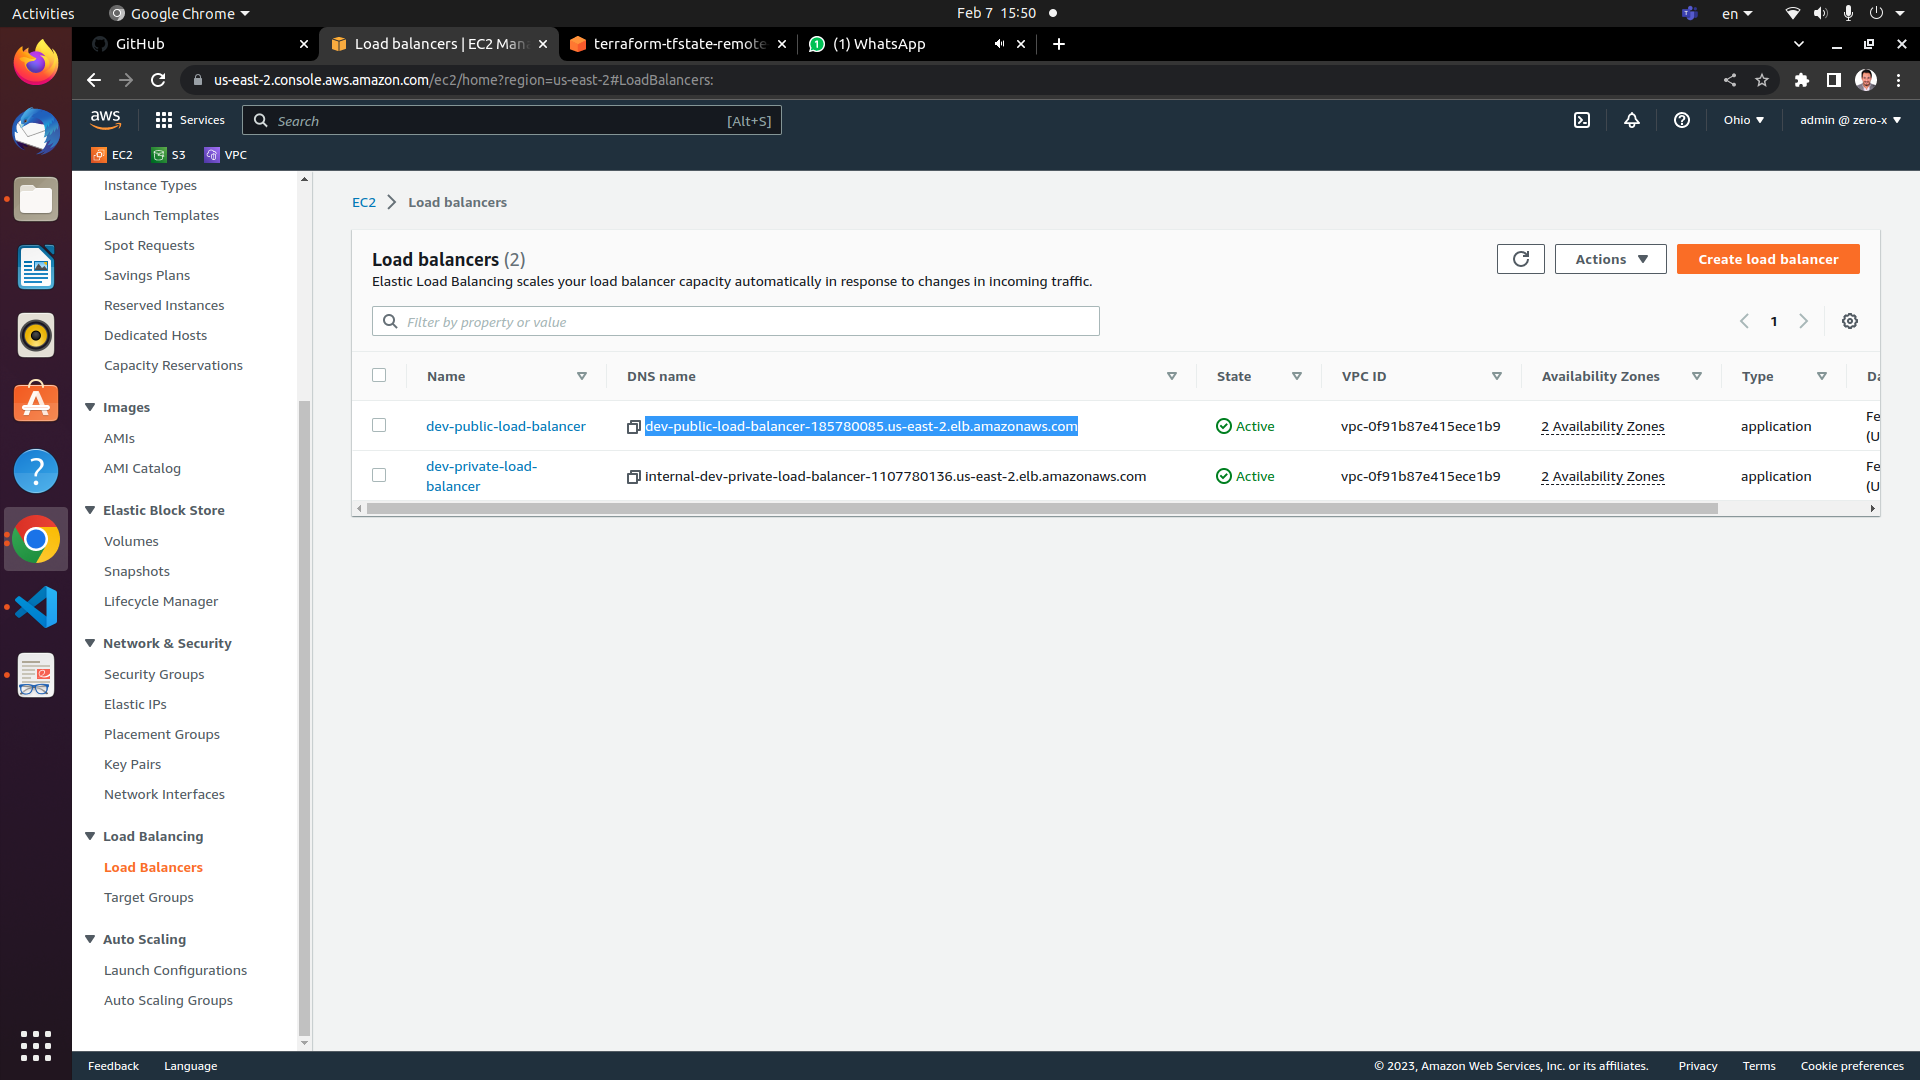 Activities
Google Chrome
Feb 7 15:50
en
GitHub
Load balancers | EC2 Man
terraform-tfstate-remote
(1) WhatsApp
us-east-2.console.aws.amazon.com/ec2/home?region=us-east-2#LoadBalancers:
aws
Services
Search
[Alt+S]
Ohio
admin @ zero-x
EC2
S3
VPC
Instance Types
Launch Templates
Spot Requests
Savings Plans
Reserved Instances
Dedicated Hosts
Capacity Reservations
Images
AMIs
AMI Catalog
Elastic Block Store
Volumes
Snapshots
Lifecycle Manager
Network & Security
Security Groups
Elastic IPs
Placement Groups
Key Pairs
Network Interfaces
Load Balancing
Load Balancers
Target Groups
Auto Scaling
Launch Configurations
Auto Scaling Groups
EC2
Load balancers
Load balancers (2)
Elastic Load Balancing scales your load balancer capacity automatically in response to changes in incoming traffic.
Actions
Create load balancer
Filter by property or value
1
Name
DNS name
State
VPC ID
Availability Zones
Type
Da
dev-public-load-balancer
dev-public-load-balancer-185780085.us-east-2.elb.amazonaws.com
Active
vpc-0f91b87e415ece1b9
2 Availability Zones
application
Fe
(U
dev-private-load-
balancer
internal-dev-private-load-balancer-1107780136.us-east-2.elb.amazonaws.com
Active
vpc-0f91b87e415ece1b9
2 Availability Zones
application
Fe
(U
Feedback
Language
© 2023, Amazon Web Services, Inc. or its affiliates.
Privacy
Terms
Cookie preferences